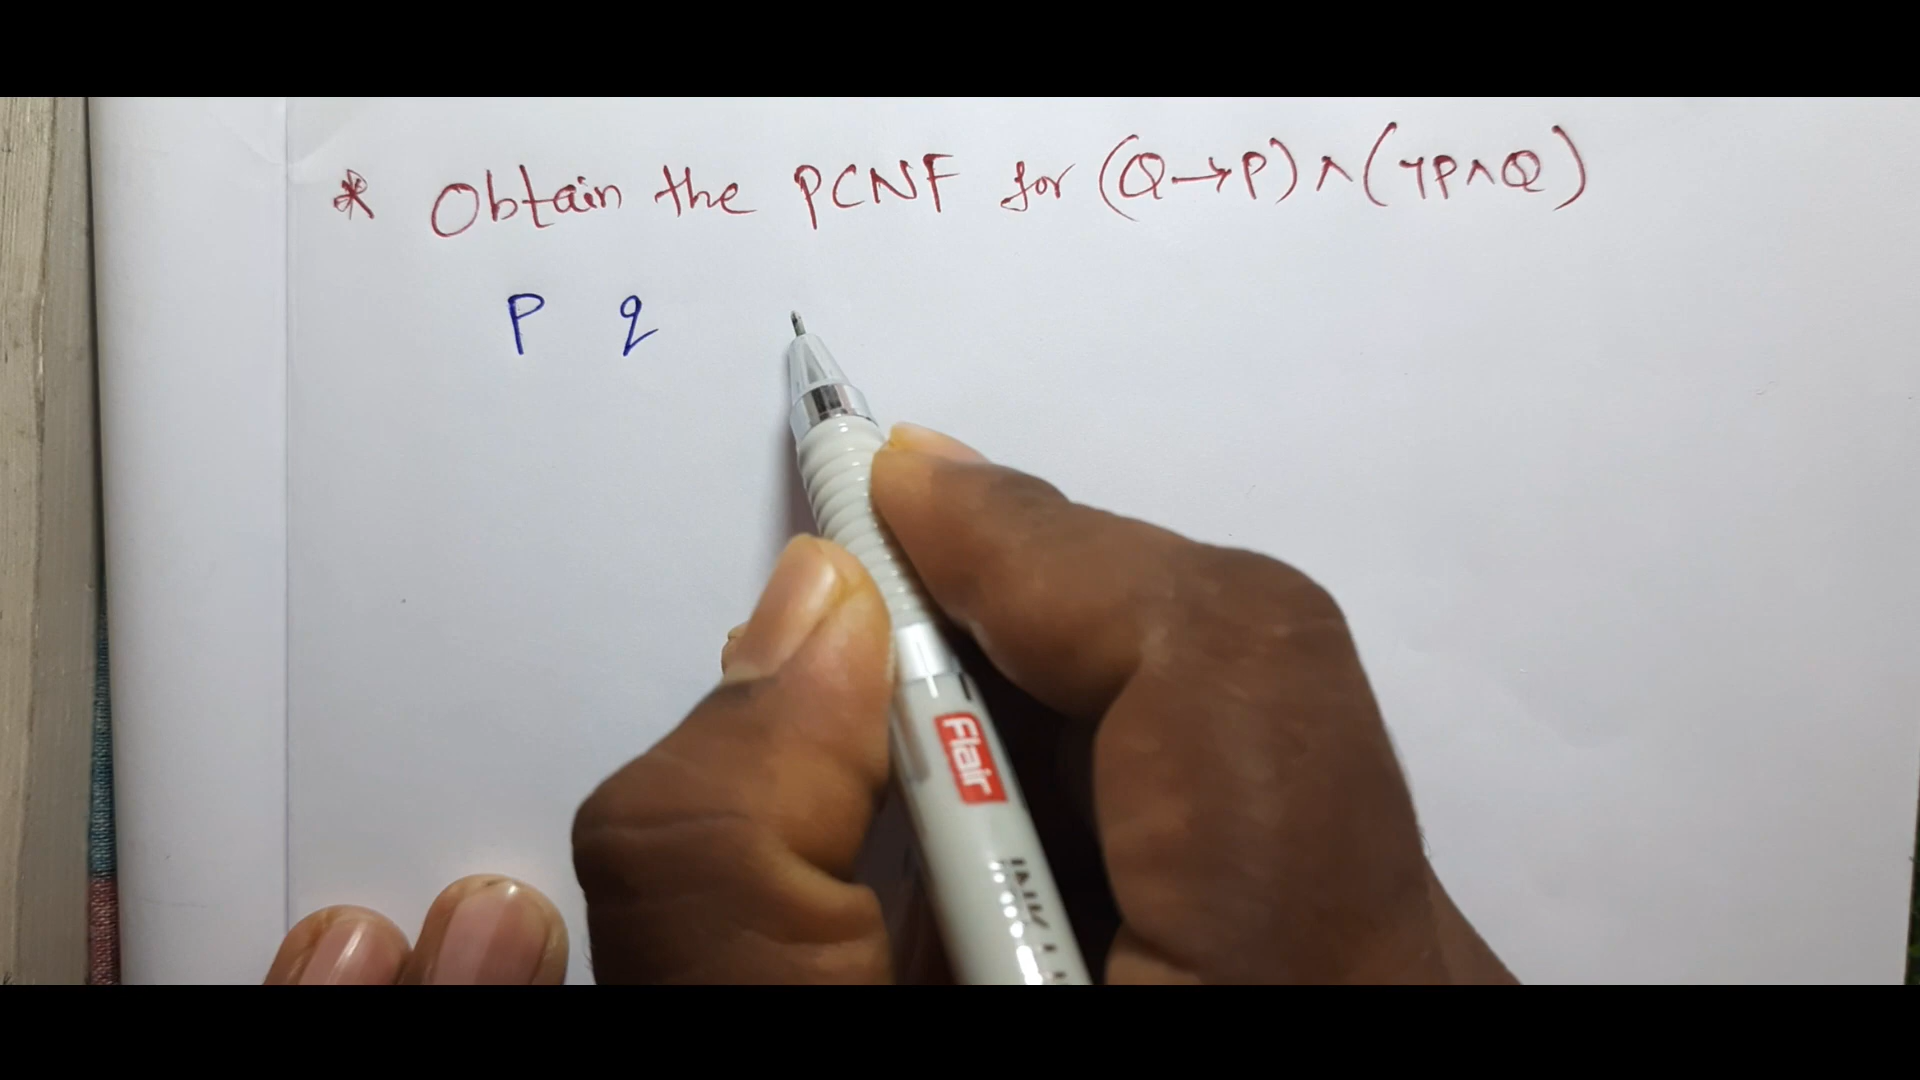 * Obtain the PCNF for (Q→P)∧(¬P∧Q)
P q
Flair